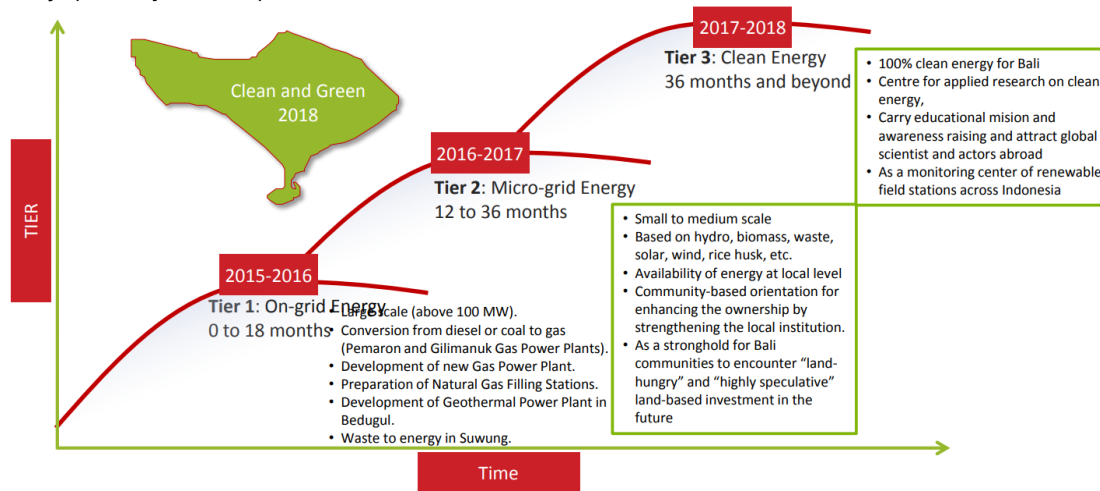 2017-2018
Tier 3: Clean Energy
36 months and beyond
• 100% clean energy for Bali
• Centre for applied research on clean
energy,
• Carry educational mision and
awareness raising and attract global
scientist and actors abroad
• As a monitoring center of renewable
field stations across Indonesia
Clean and Green
2018
2016-2017
Tier 2: Micro-grid Energy
12 to 36 months
• Small to medium scale
• Based on hydro, biomass, waste,
solar, wind, rice husk, etc.
• Availability of energy at local level
• Community-based orientation for
enhancing the ownership by
strengthening the local institution.
• As a stronghold for Bali
communities to encounter “land-
hungry” and “highly speculative”
land-based investment in the
future
TIER
2015-2016
Tier 1: On-grid Energy
0 to 18 months
• Large scale (above 100 MW).
• Conversion from diesel or coal to gas
(Pemaron and Gilimanuk Gas Power Plants).
• Development of new Gas Power Plant.
• Preparation of Natural Gas Filling Stations.
• Development of Geothermal Power Plant in
Bedugul.
• Waste to energy in Suwung.
Time